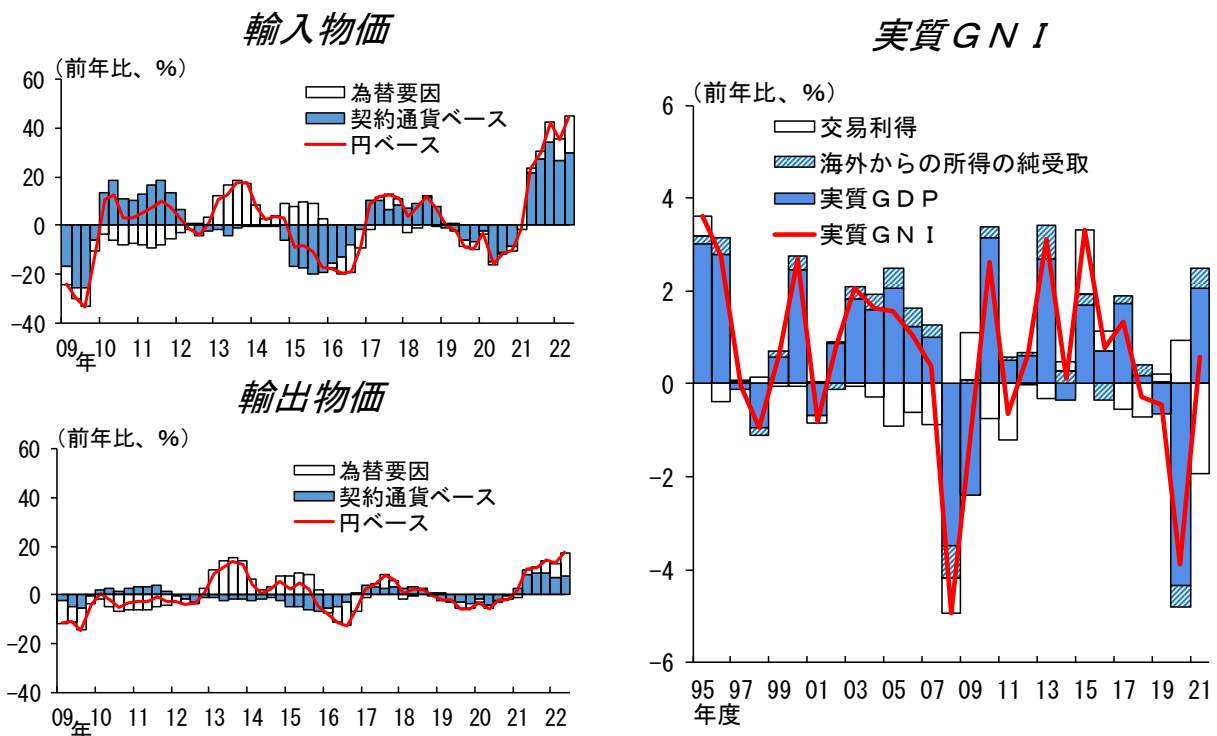 輸入物価
(前年比、%)
60
40
20
0
−20
−40
為替要因
契約通貨ベース
円ベース
09 10 11 12 13 14 15 16 17 18 19 20 21 22
年
輸出物価
(前年比、%)
60
40
20
0
−20
−40
為替要因
契約通貨ベース
円ベース
09 10 11 12 13 14 15 16 17 18 19 20 21 22
年
実質GNI
(前年比、%)
6
4
2
0
−2
−4
−6
交易利得
海外からの所得の純受取
実質GDP
実質GNI
95 97 99 01 03 05 07 09 11 13 15 17 19 21
年度